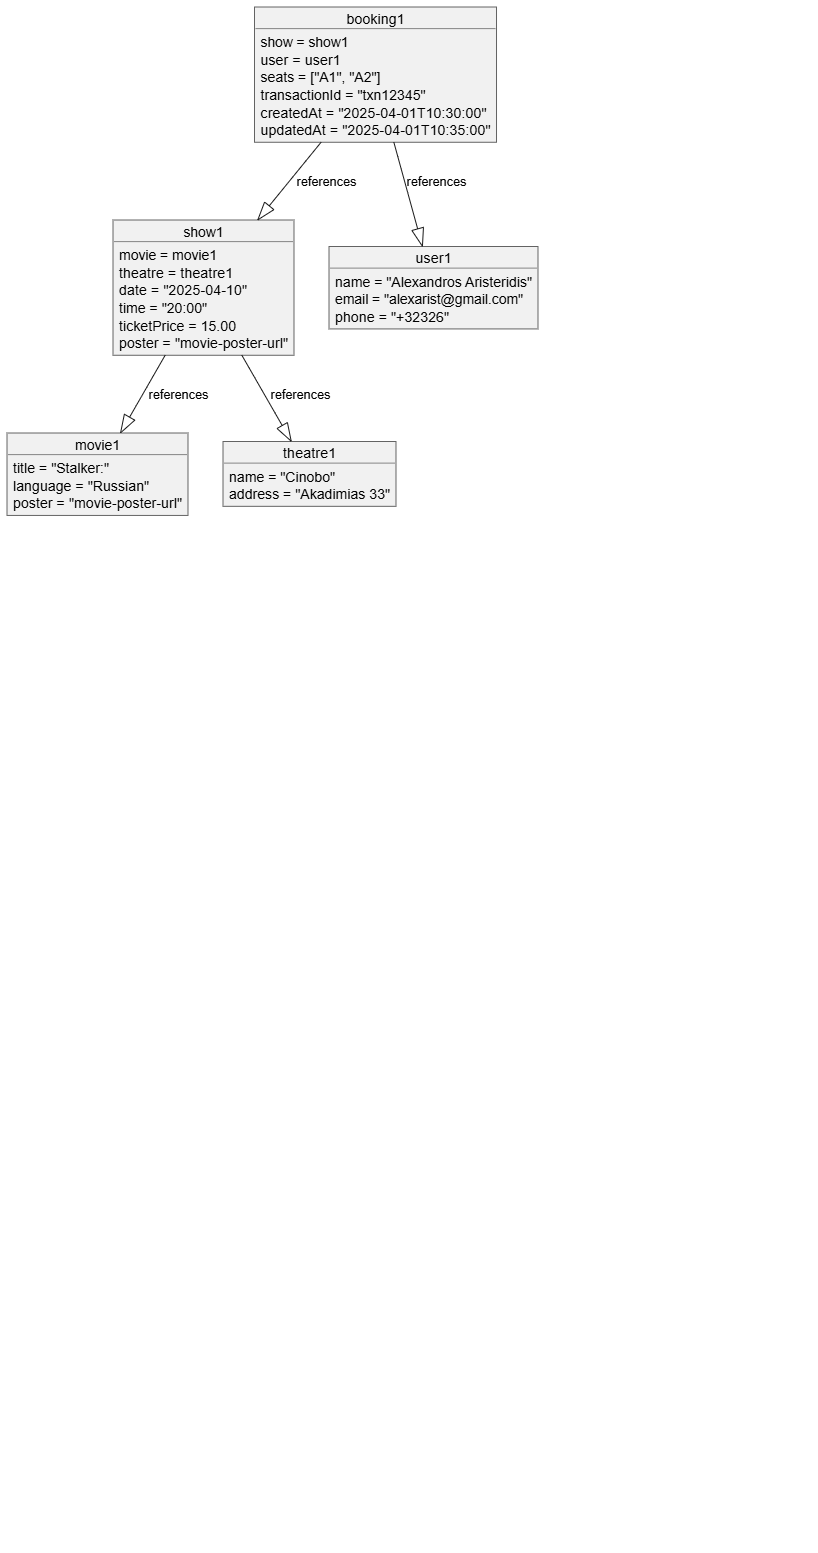 booking1
show = show1
user = user1
seats = ["A1", "A2"]
transactionId = "txn12345"
createdAt = "2025-04-01T10:30:00"
updatedAt = "2025-04-01T10:35:00"
references
references
show1
movie = movie1
theatre = theatre1
date = "2025-04-10"
time = "20:00"
ticketPrice = 15.00
poster = "movie-poster-url"
user1
name = "Alexandros Aristeridis"
email = "alexarist@gmail.com"
phone = "+32326"
references
references
movie1
title = "Stalker:"
language = "Russian"
poster = "movie-poster-url"
theatre1
name = "Cinobo"
address = "Akadimias 33"